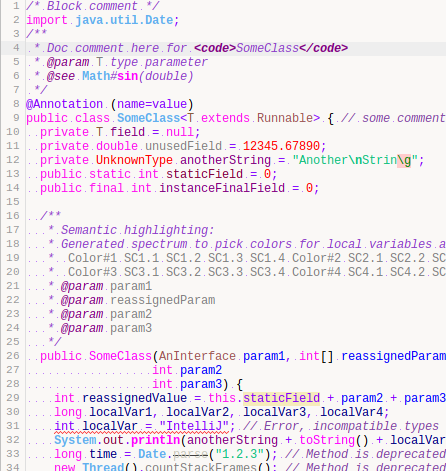 1 /* Block comment */
2 import java.util.Date;
3 /**
4  * Doc comment here for <code>SomeClass</code>
5  * @param T type parameter
6  * @see Math#sin(double)
7  */
8 @Annotation (name=value)
9 public class SomeClass<T extends Runnable> { // some comment
10   private T field = null;
11   private double unusedField = 12345.67890;
12   private UnknownType anotherString = "Another\nStrin\g";
13   public static int staticField = 0;
14   public final int instanceFinalField = 0;
15
16   /**
17    * Semantic highlighting:
18    * Generated spectrum to pick colors for local variables a
19    *  Color#1 SC1.1 SC1.2 SC1.3 SC1.4 Color#2 SC2.1 SC2.2 SC
20    *  Color#3 SC3.1 SC3.2 SC3.3 SC3.4 Color#4 SC4.1 SC4.2 SC
21    * @param param1
22    * @param reassignedParam
23    * @param param2
24    * @param param3
25    */
26   public SomeClass(AnInterface param1, int[] reassignedParam
27                   int param2
28                   int param3) {
29     int reassignedValue = this.staticField + param2 + param3
30     long localVar1, localVar2, localVar3, localVar4;
31     int localVar = "IntelliJ"; // Error, incompatible types
32     System.out.println(anotherString + toString() + localVar
33     long time = Date.parse("1.2.3"); // Method is deprecated
34     new Thread().countStackFrames(); // Method is deprecated